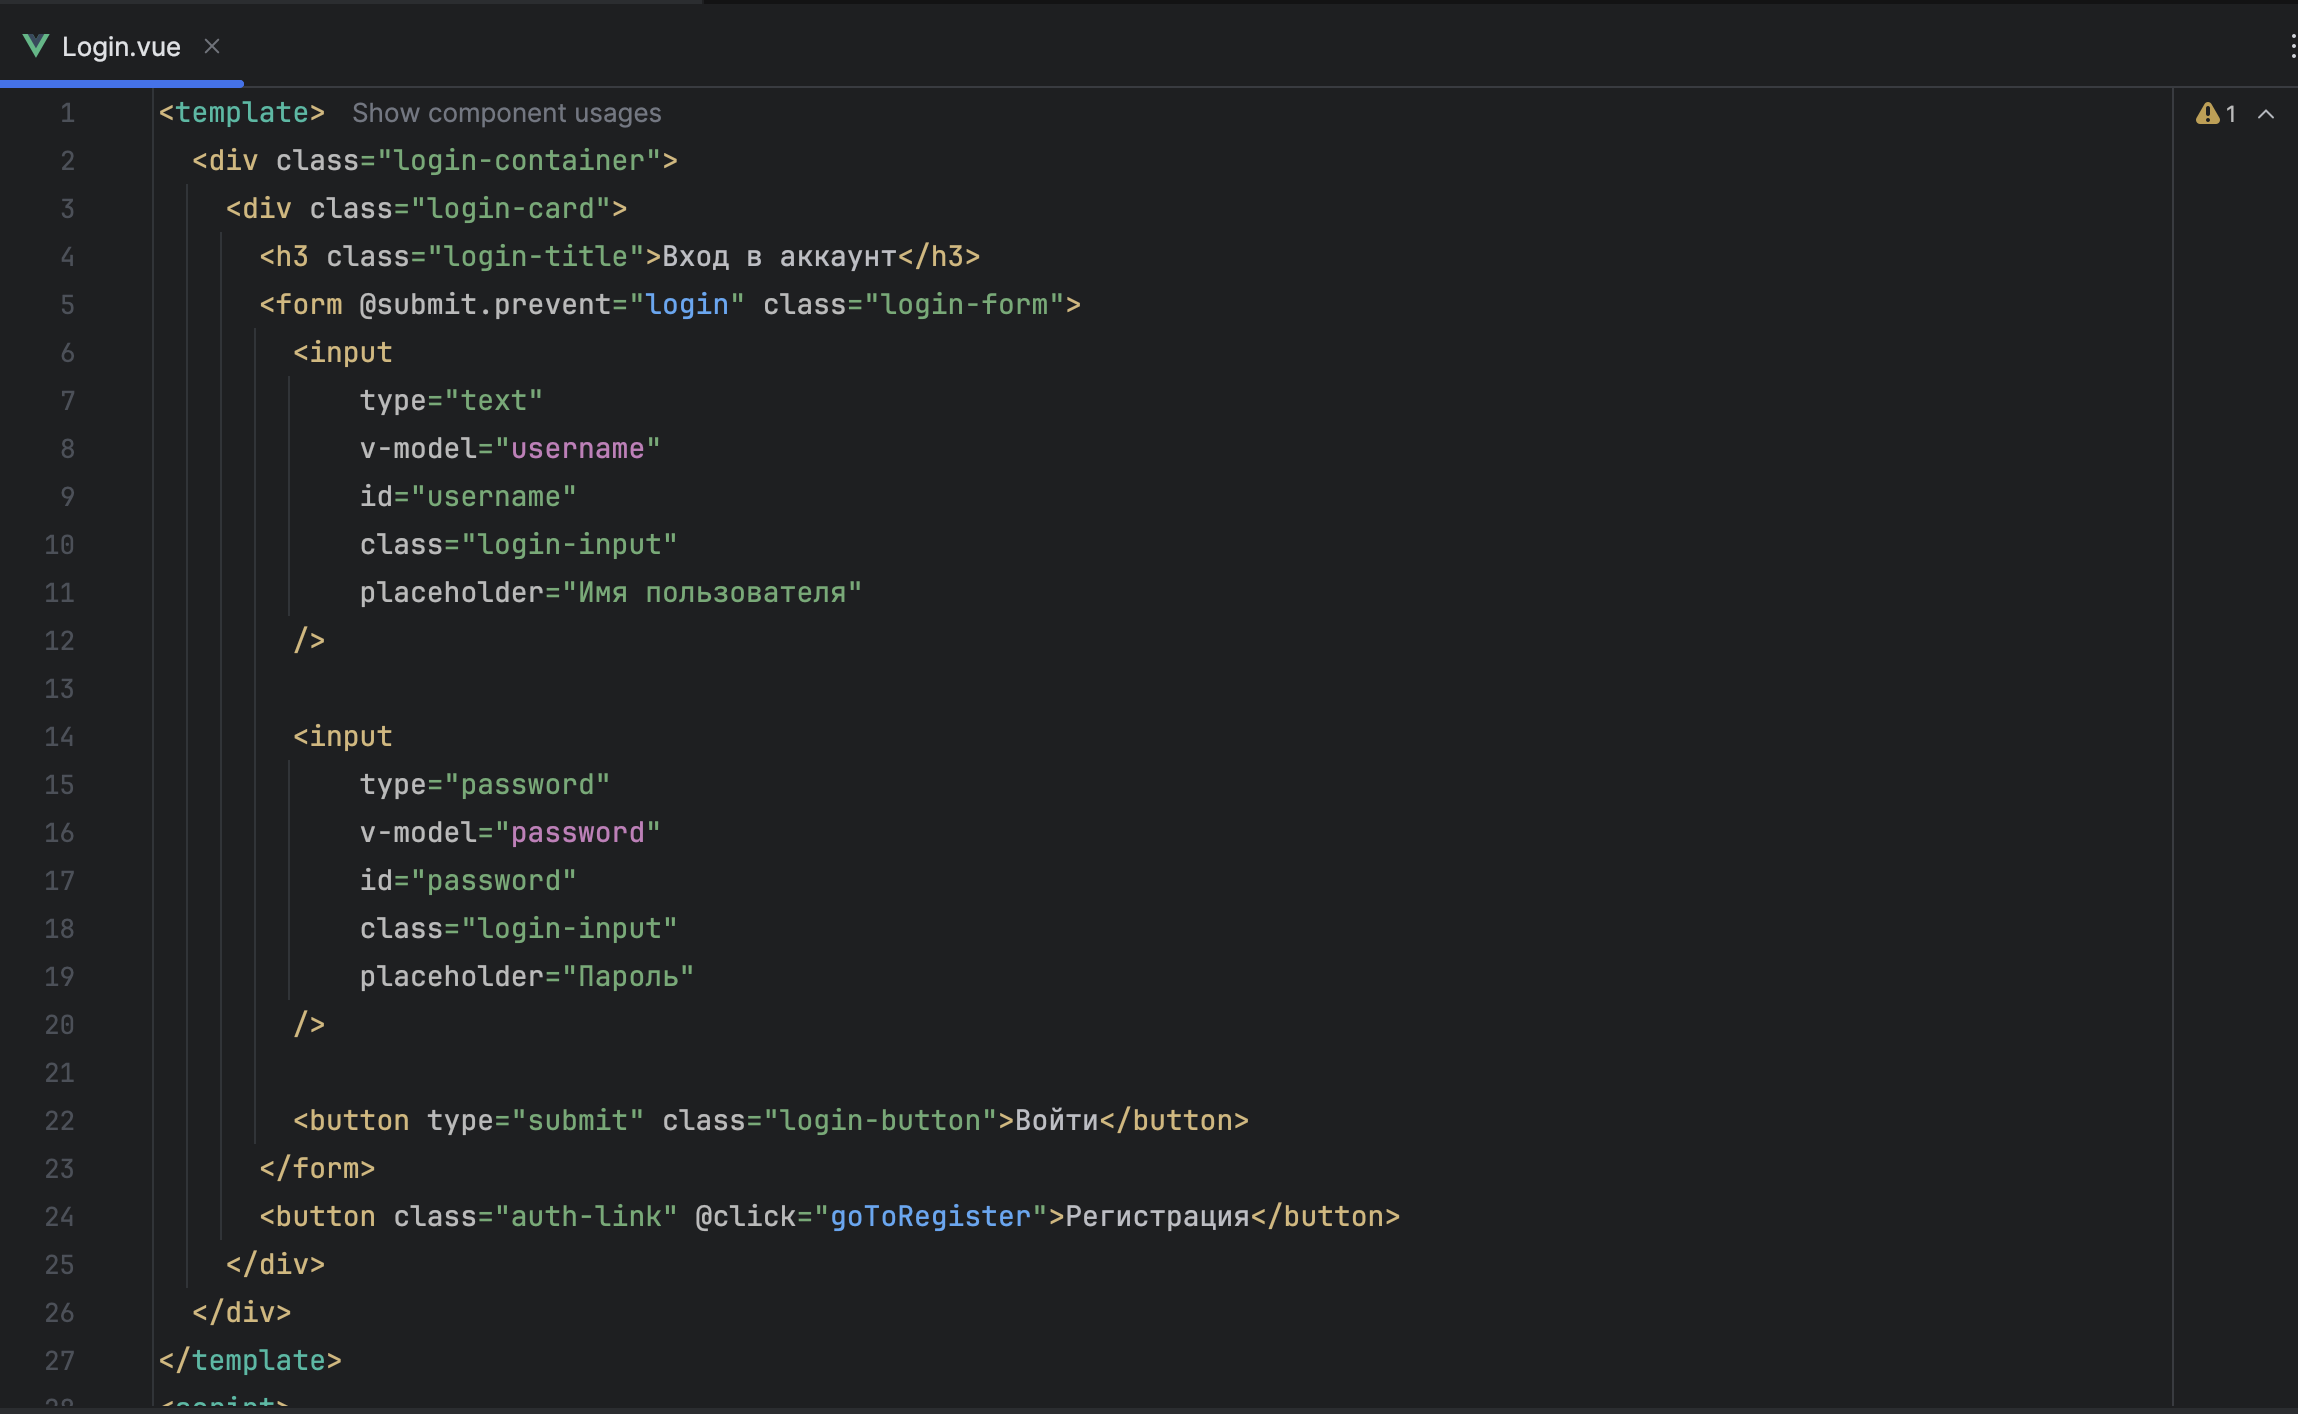 Login.vue
1 <template> Show component usages
1
2 <div class="login-container">
3 <div class="login-card">
4 <h3 class="login-title">Вход в аккаунт</h3>
5 <form @submit.prevent="login" class="login-form">
6 <input
7 type="text"
8 v-model="username"
9 id="username"
10 class="login-input"
11 placeholder="Имя пользователя"
12 />
13
14 <input
15 type="password"
16 v-model="password"
17 id="password"
18 class="login-input"
19 placeholder="Пароль"
20 />
21
22 <button type="submit" class="login-button">Войти</button>
23 </form>
24 <button class="auth-link" @click="goToRegister">Регистрация</button>
25 </div>
26 </div>
27 </template>
28 <script>